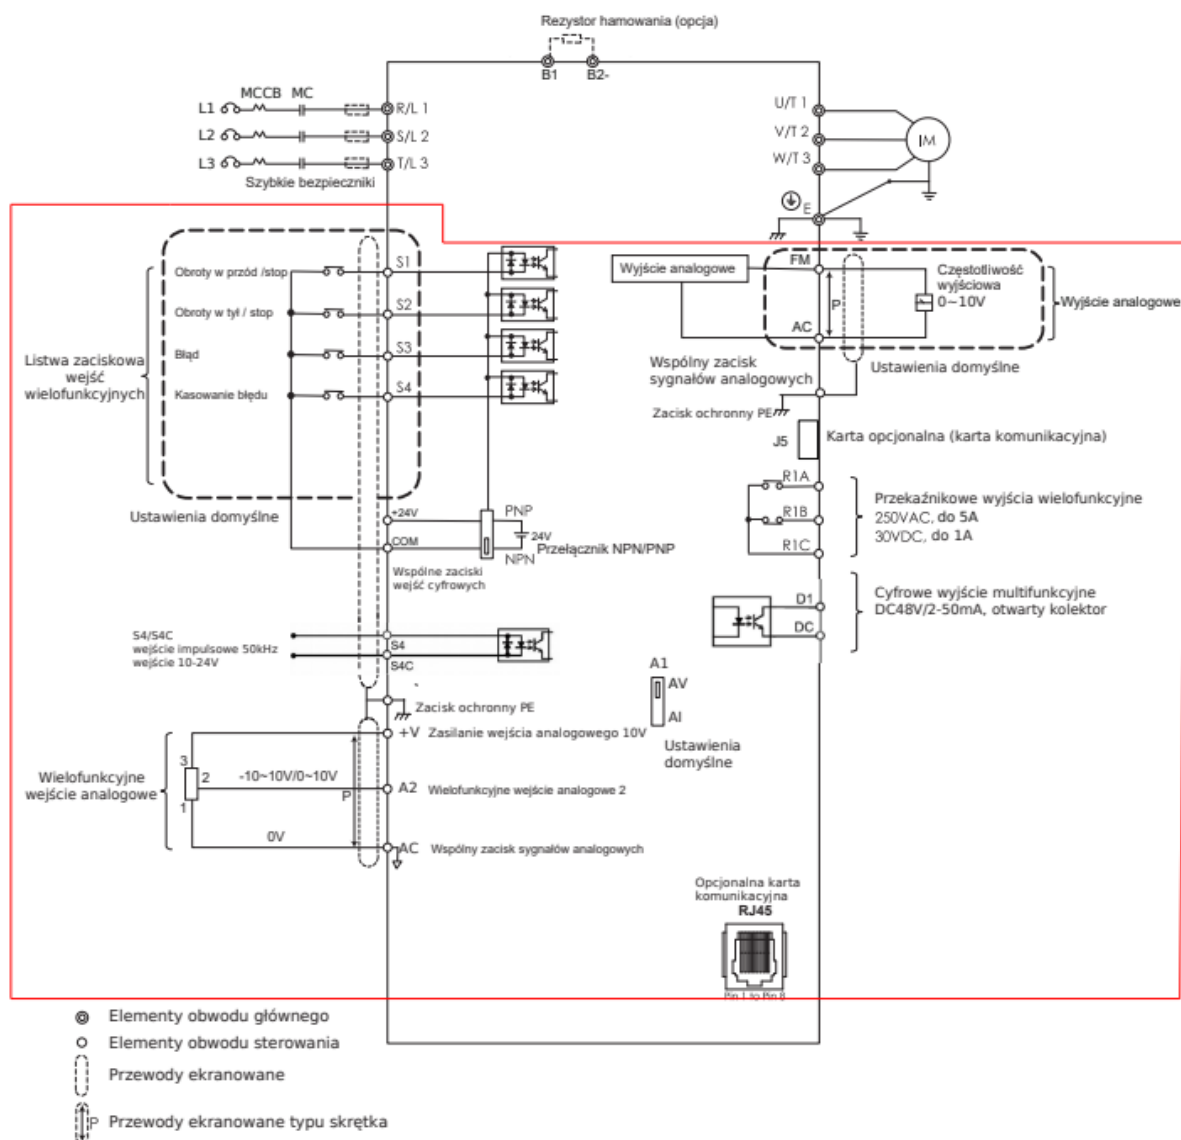 Rezystor hamowania (opcja)
B1
B2-
MCCB MC
L1
R/L 1
L2
S/L 2
L3
T/L 3
Szybkie bezpieczniki
U/T 1
V/T 2
W/T 3
IM
E
Listwa zaciskowa
wejść
wielofunkcyjnych
Obroty w przód /stop
S1
Obroty w tył / stop
S2
Błąd
S3
Kasowanie błędu
S4
Ustawienia domyślne
+24V
COM
PNP
24V
NPN
Przełącznik NPN/PNP
Wspólne zaciski
wejść cyfrowych
Wyjście analogowe
FM
AC
P
Częstotliwość
wyjściowa
0~10V
Wyjście analogowe
Wspólny zacisk
sygnałów analogowych
Ustawienia domyślne
Zacisk ochronny PE
J5
Karta opcjonalna (karta komunikacyjna)
R1A
R1B
R1C
Przekaźnikowe wyjścia wielofunkcyjne
250VAC, do 5A
30VDC, do 1A
D1
DC
Cyfrowe wyjście multifunkcyjne
DC48V/2-50mA, otwarty kolektor
S4/S4C
wejście impulsowe 50kHz
wejście 10-24V
S4
S4C
Zacisk ochronny PE
A1
AV
AI
Ustawienia
domyślne
Wielofunkcyjne
wejście analogowe
3
2
1
-10~10V/0~10V
0V
P
+V
Zasilanie wejścia analogowego 10V
A2
Wielofunkcyjne wejście analogowe 2
AC
Wspólny zacisk sygnałów analogowych
Opcjonalna karta
komunikacyjna
RJ45
Pin 1 to Pin 8
Elementy obwodu głównego
Elementy obwodu sterowania
Przewody ekranowane
P
Przewody ekranowane typu skrętka